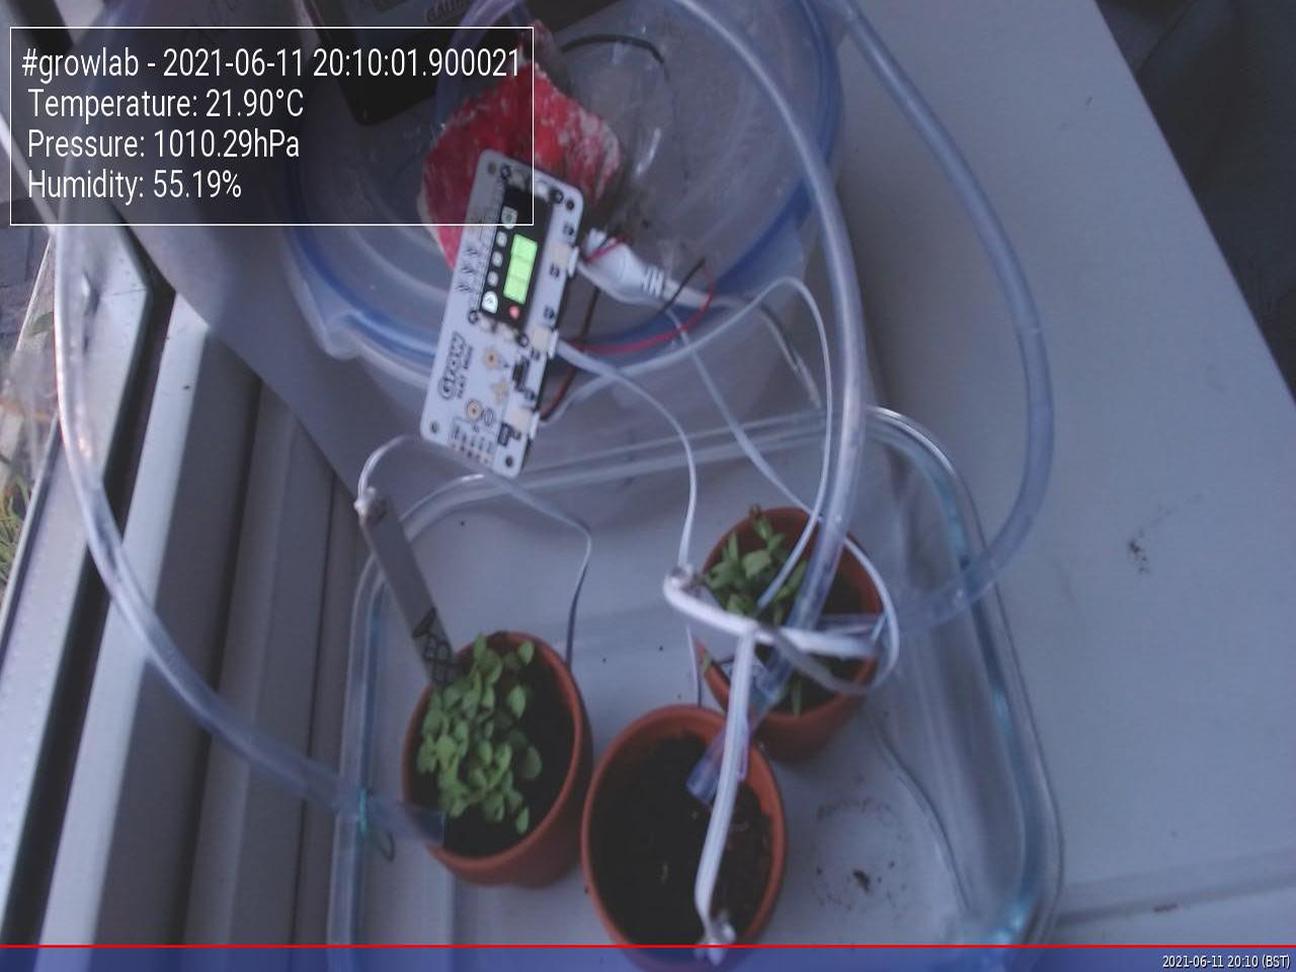 #growlab - 2021-06-11 20:10:01.900021
Temperature: 21.90°C
Pressure: 1010.29hPa
Humidity: 55.19%
GROW
2021-06-11 20:10 (BST)